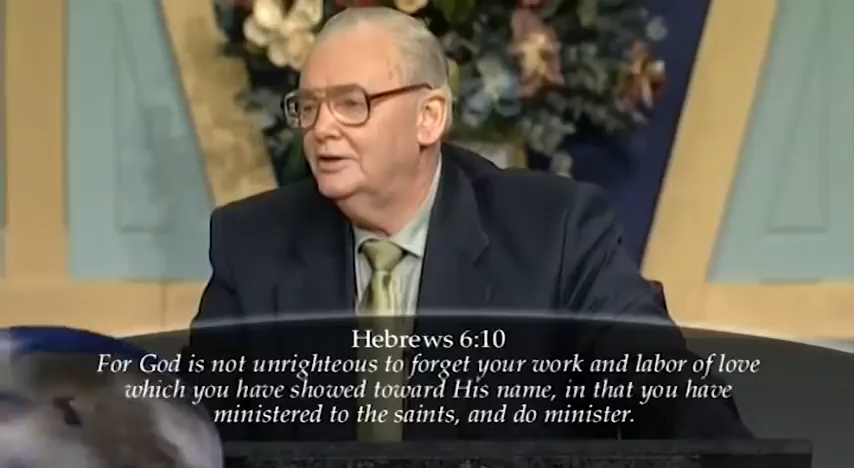 Hebrews 6:10
For God is not unrighteous to forget your work and labor of love
which you have showed toward His name, in that you have
ministered to the saints, and do minister.